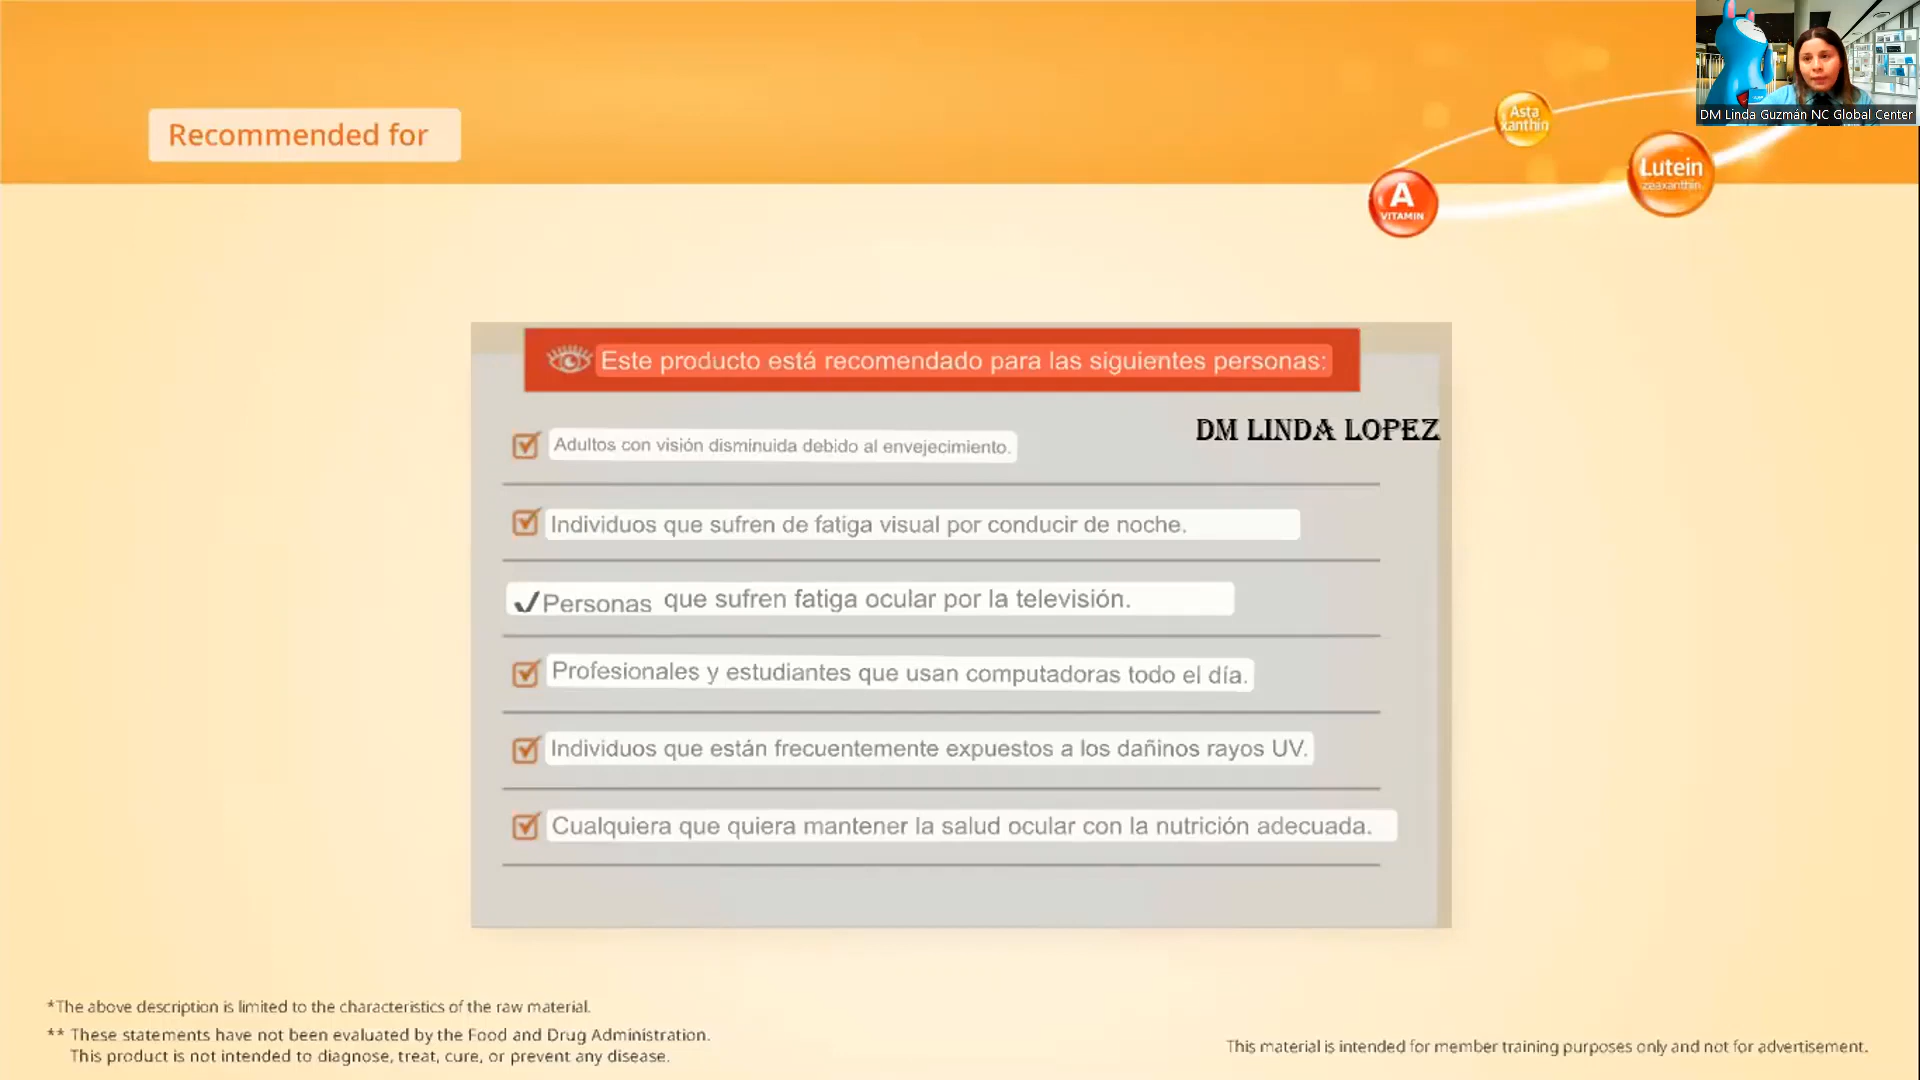 DM Linda Guzmán NC Global Center
Recommended for
Asta
xanthin
Lutein
zeaxanthin
A
VITAMIN
Este producto está recomendado para las siguientes personas:
DM LINDA LOPEZ
Adultos con visión disminuida debido al envejecimiento.
Individuos que sufren de fatiga visual por conducir de noche.
Personas que sufren fatiga ocular por la televisión.
Profesionales y estudiantes que usan computadoras todo el día.
Individuos que están frecuentemente expuestos a los dañinos rayos UV.
Cualquiera que quiera mantener la salud ocular con la nutrición adecuada.
*The above description is limited to the characteristics of the raw material.
** These statements have not been evaluated by the Food and Drug Administration.
This product is not intended to diagnose, treat, cure, or prevent any disease.
This material is intended for member training purposes only and not for advertisement.